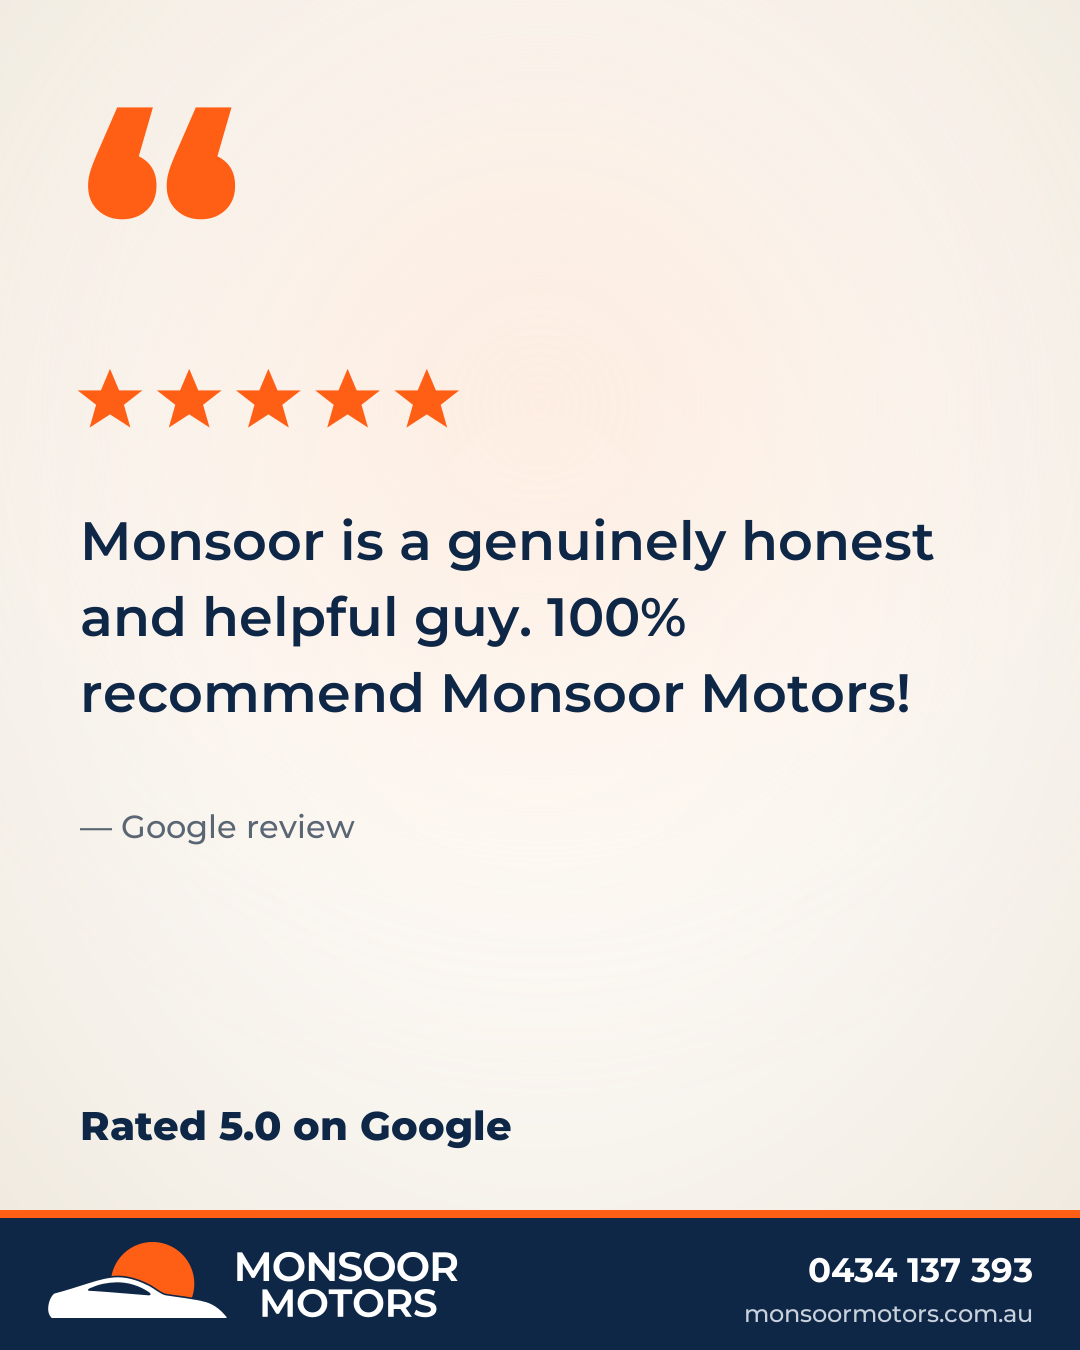 “
Monsoor is a genuinely honest
and helpful guy. 100%
recommend Monsoor Motors!
— Google review
Rated 5.0 on Google
MONSOOR
MOTORS
0434 137 393
monsoormotors.com.au